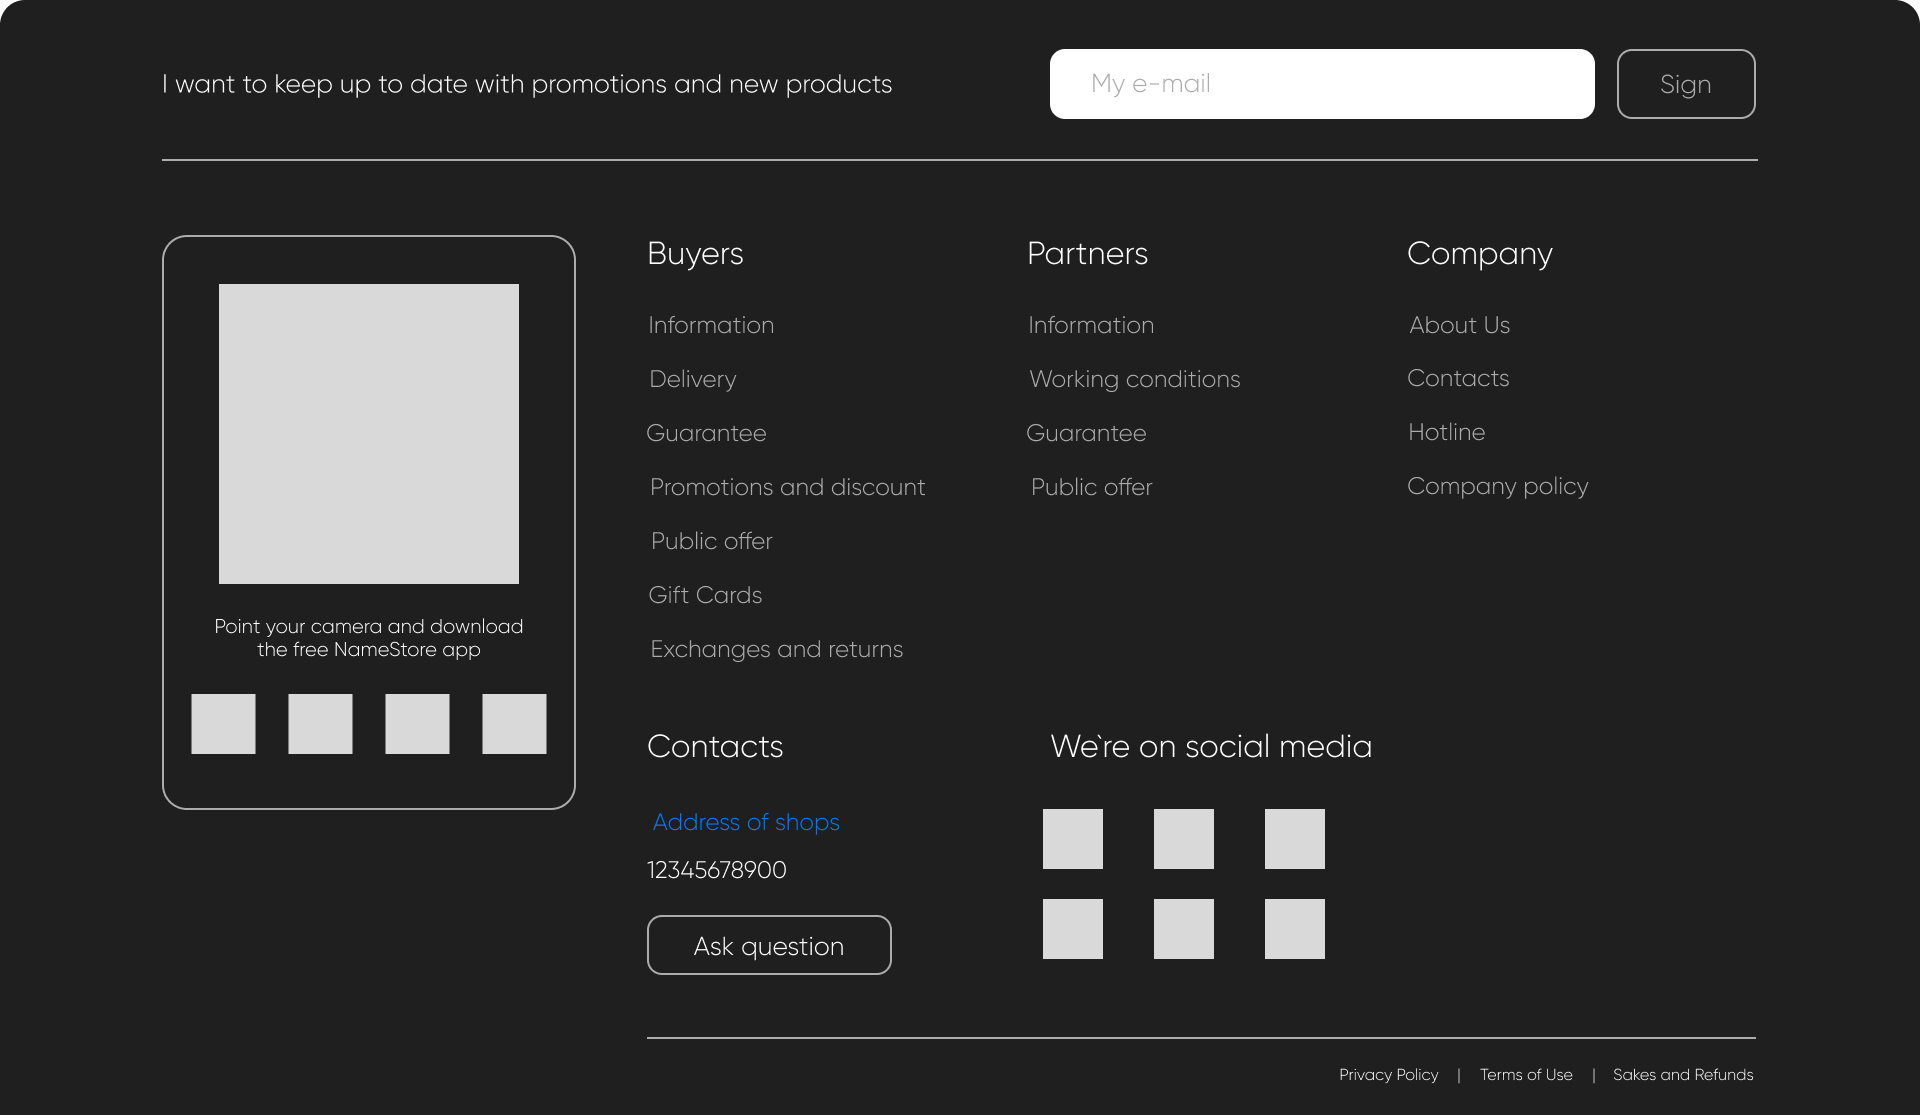 I want to keep up to date with promotions and new products
My e-mail
Sign
Point your camera and download
the free NameStore app
Buyers
Information
Delivery
Guarantee
Promotions and discount
Public offer
Gift Cards
Exchanges and returns
Partners
Information
Working conditions
Guarantee
Public offer
Company
About Us
Contacts
Hotline
Company policy
Contacts
Address of shops
12345678900
Ask question
We`re on social media
Privacy Policy | Terms of Use | Sakes and Refunds